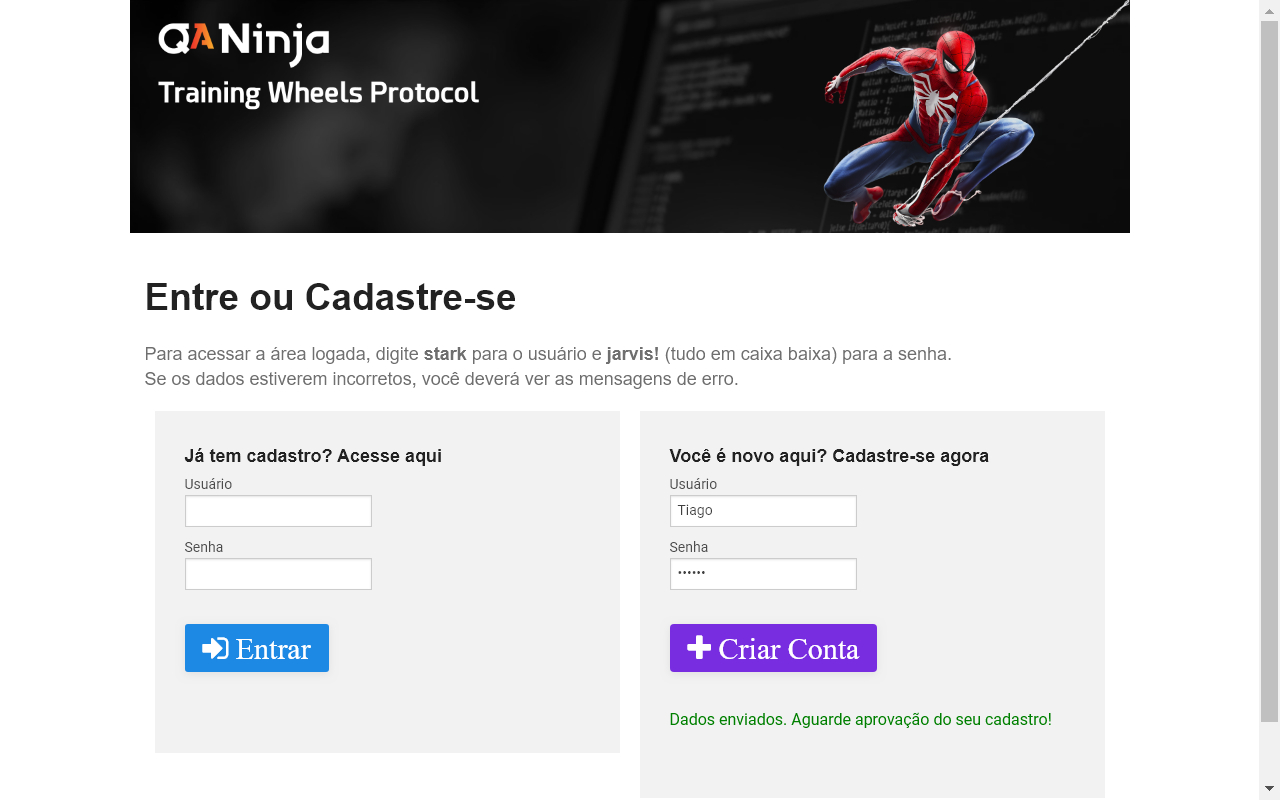 QANinja
Training Wheels Protocol
Entre ou Cadastre-se
Para acessar a área logada, digite stark para o usuário e jarvis! (tudo em caixa baixa) para a senha.
Se os dados estiverem incorretos, você deverá ver as mensagens de erro.
Já tem cadastro? Acesse aqui
Usuário
Senha
Entrar
Você é novo aqui? Cadastre-se agora
Usuário
Tiago
Senha
••••••
Criar Conta
Dados enviados. Aguarde aprovação do seu cadastro!